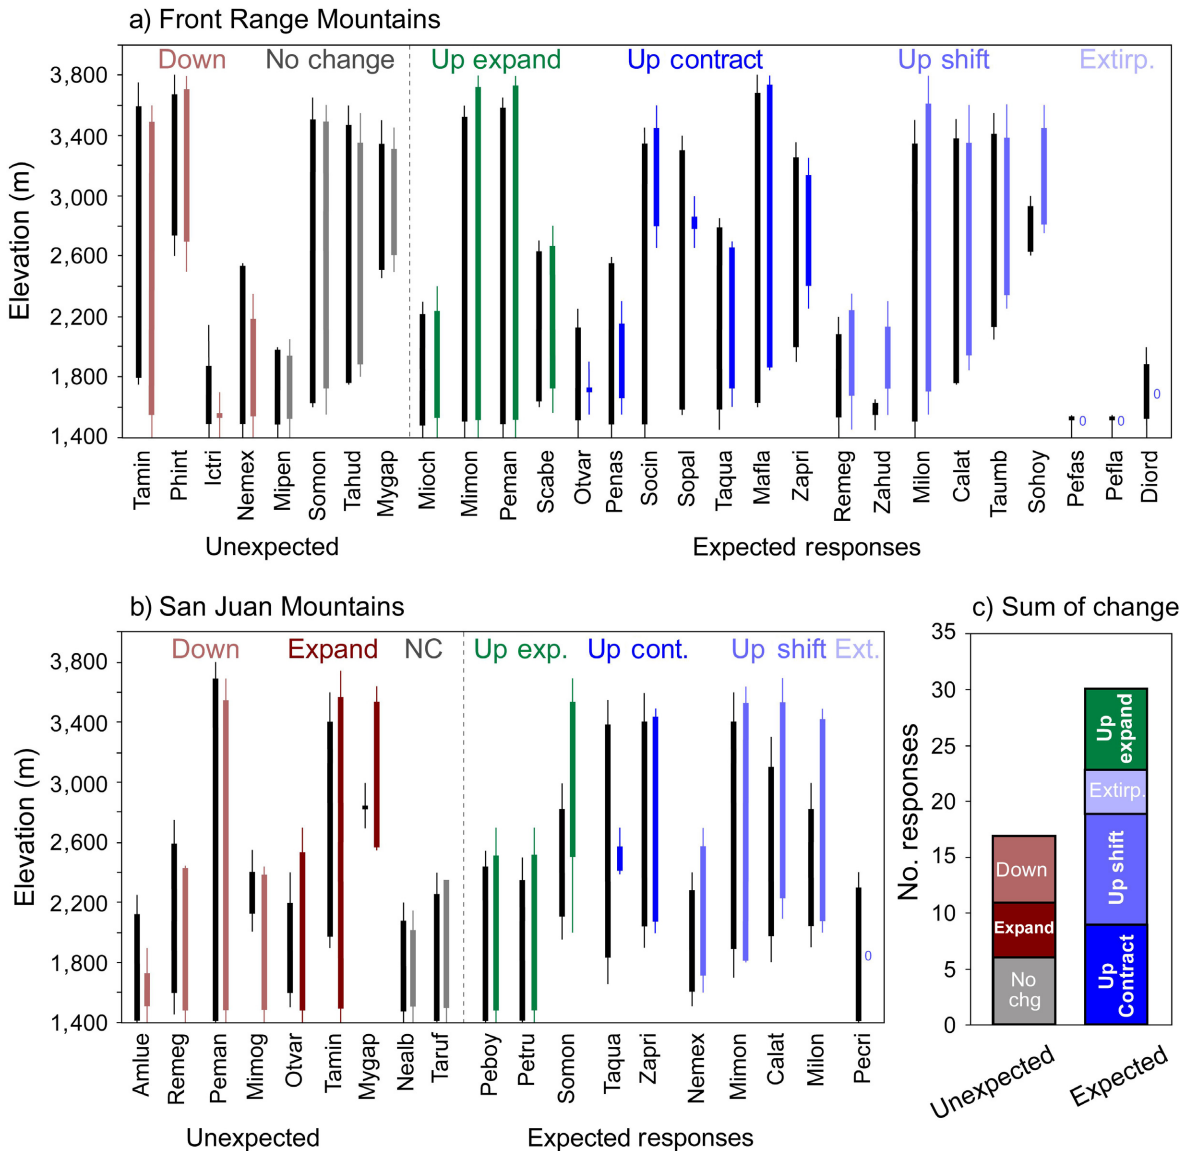 a) Front Range Mountains
Down No change Up expand Up contract Up shift Extirp.
Elevation (m)
3,800
3,400
3,000
2,600
2,200
1,800
1,400
Tamin Phint Ictri Nemex Mipen Somon Tahud Mygap Mioch Mimon Peman Scabe Otvar Penas Socin Sopal Taqua Mafla Zapri Remeg Zahud Milon Calat Taumb Sohoy Pefas Pefla Diord
0 0 0
Unexpected Expected responses
b) San Juan Mountains
Down Expand NC Up exp. Up cont. Up shift Ext.
Elevation (m)
3,800
3,400
3,000
2,600
2,200
1,800
1,400
0
Amlue Remeg Peman Mimog Otvar Tamin Mygap Nealb Taruf Peboy Petru Somon Taqua Zapri Nemex Mimon Calat Milon Pecri
Unexpected Expected responses
c) Sum of change
No. responses
35
30
25
20
15
10
5
0
Down
Expand
No
chg
Up
expand
Extirp.
Up shift
Up
Contract
Unexpected Expected